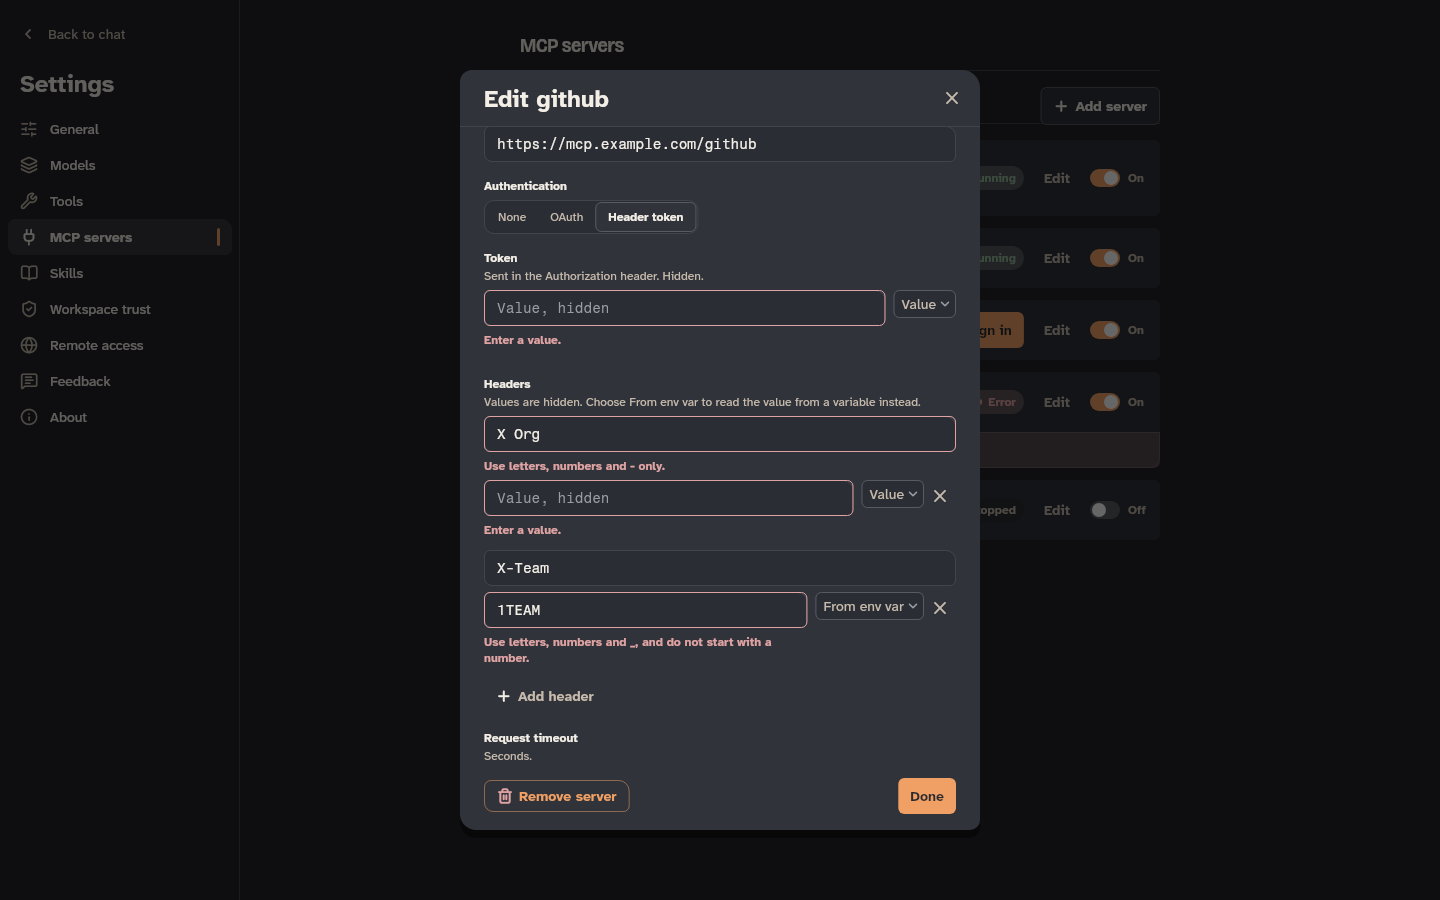 Back to chat
Settings
General
Models
Tools
MCP servers
Skills
Workspace trust
Remote access
Feedback
About
MCP servers
Add server
Edit
On
Edit
On
Edit
On
Error
Edit
On
Edit
Off
Edit github
https://mcp.example.com/github
Authentication
None OAuth Header token
Token
Sent in the Authorization header. Hidden.
Value, hidden
Value
Enter a value.
Headers
Values are hidden. Choose From env var to read the value from a variable instead.
X Org
Use letters, numbers and - only.
Value, hidden
Value
Enter a value.
X-Team
1TEAM
From env var
Use letters, numbers and _, and do not start with a
number.
Add header
Request timeout
Seconds.
Remove server
Done